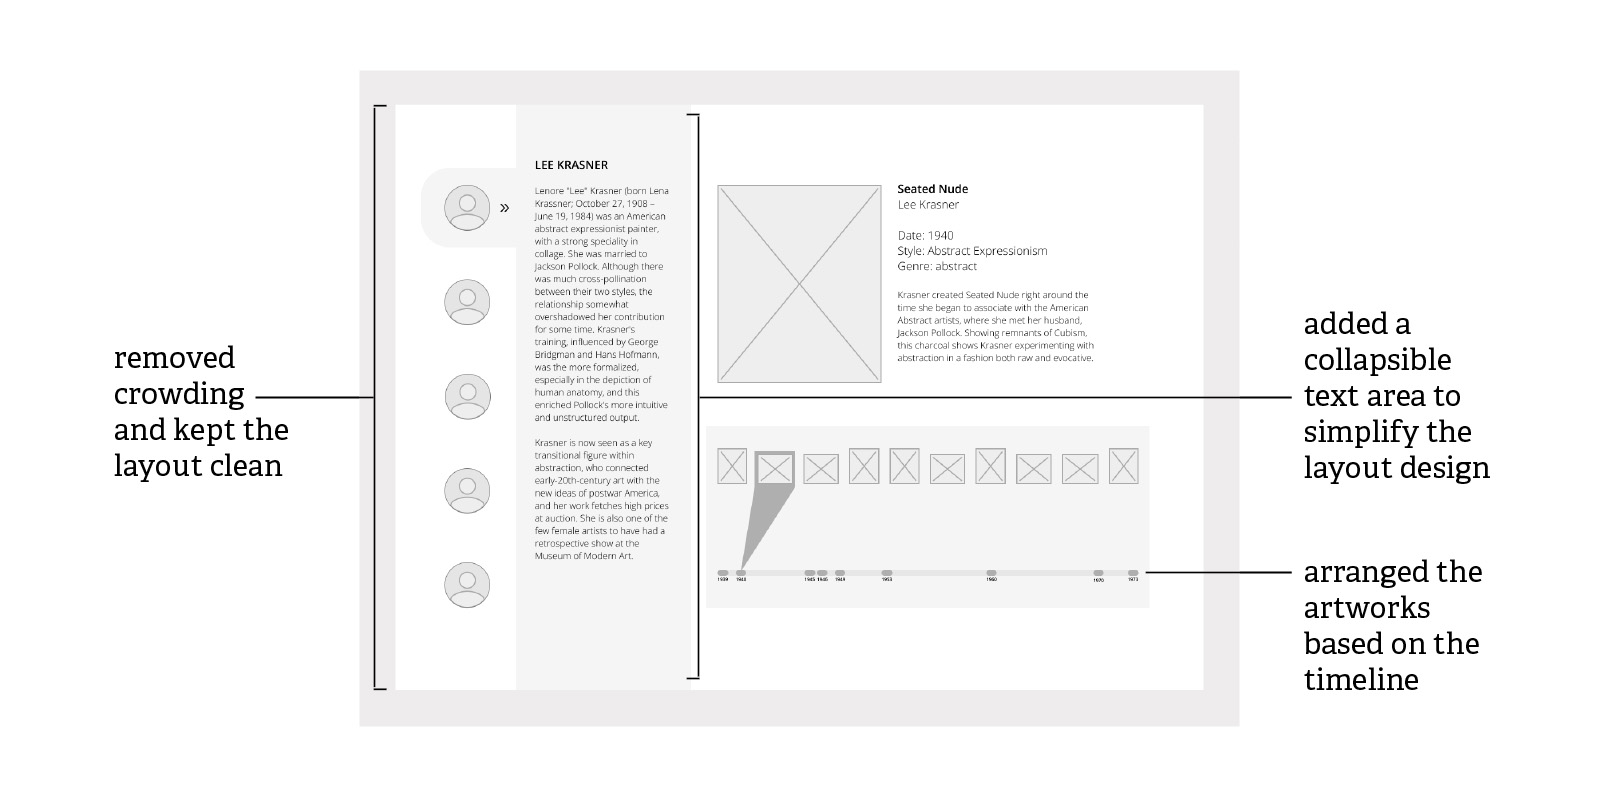 removed
crowding
and kept the
layout clean
»
LEE KRASNER
Lenore "Lee" Krasner (born Lena
Krassner; October 27, 1908 –
June 19, 1984) was an American
abstract expressionist painter,
with a strong speciality in
collage. She was married to
Jackson Pollock. Although there
was much cross-pollination
between their two styles, the
relationship somewhat
overshadowed her contribution
for some time. Krasner's
training, influenced by George
Bridgman and Hans Hofmann,
was the more formalized,
especially in the depiction of
human anatomy, and this
enriched Pollock's more intuitive
and unstructured output.
Krasner is now seen as a key
transitional figure within
abstraction, who connected
early-20th-century art with the
new ideas of postwar America,
and her work fetches high prices
at auction. She is also one of the
few female artists to have had a
retrospective show at the
Museum of Modern Art.
Seated Nude
Lee Krasner
Date: 1940
Style: Abstract Expressionism
Genre: abstract
Krasner created Seated Nude right around the
time she began to associate with the American
Abstract artists, where she met her husband,
Jackson Pollock. Showing remnants of Cubism,
this charcoal shows Krasner experimenting with
abstraction in a fashion both raw and evocative.
1939 1940 1945 1946 1949 1953 1960 1970 1973
added a
collapsible
text area to
simplify the
layout design
arranged the
artworks
based on the
timeline